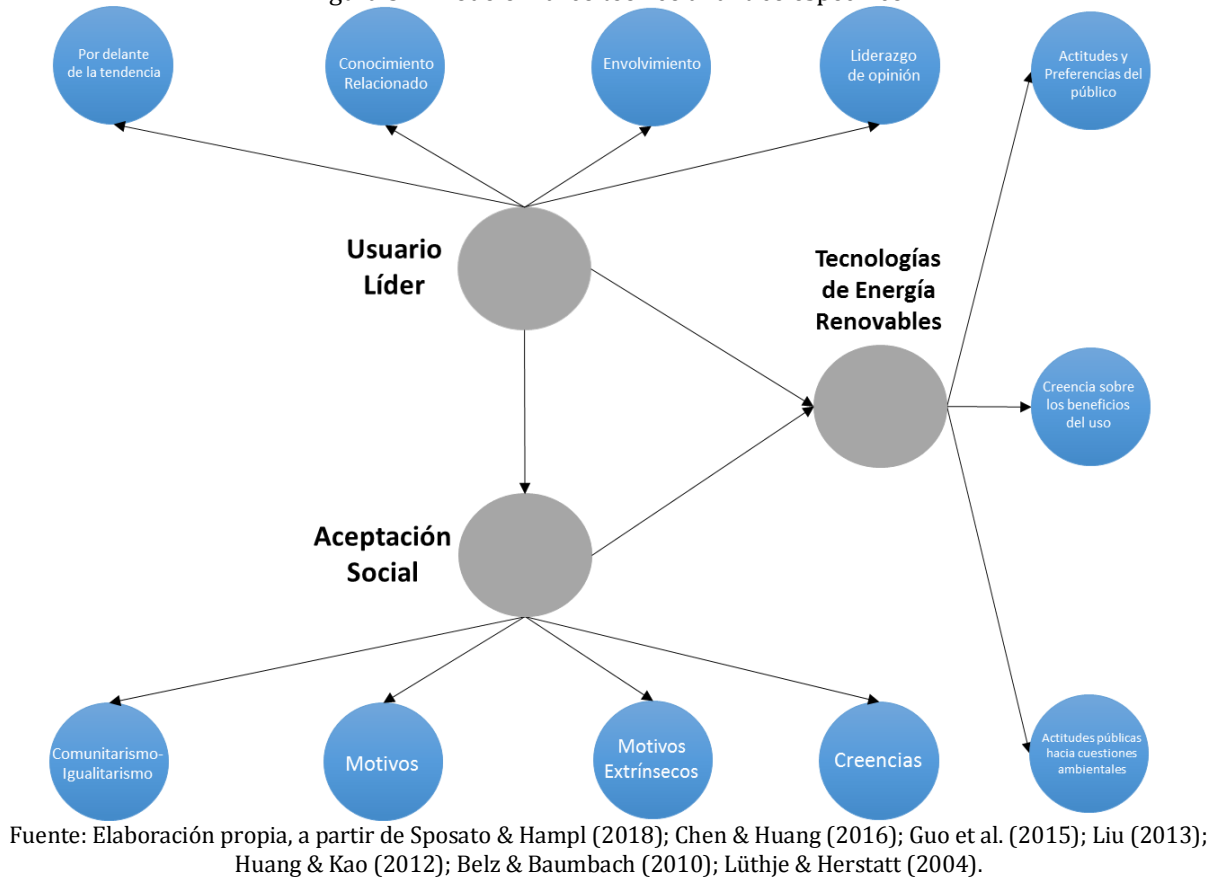 Por delante
de la tendencia
Conocimiento
Relacionado
Envolvimiento
Liderazgo
de opinión
Actitudes y
Preferencias del
público
Usuario
Líder
Tecnologías
de Energía
Renovables
Creencia sobre
los beneficios
del uso
Aceptación
Social
Comunitarismo-
Igualitarismo
Motivos
Motivos
Extrínsecos
Creencias
Actitudes públicas
hacia cuestiones
ambientales
Fuente: Elaboración propia, a partir de Sposato & Hampl (2018); Chen & Huang (2016); Guo et al. (2015); Liu (2013);
Huang & Kao (2012); Belz & Baumbach (2010); Lüthje & Herstatt (2004).